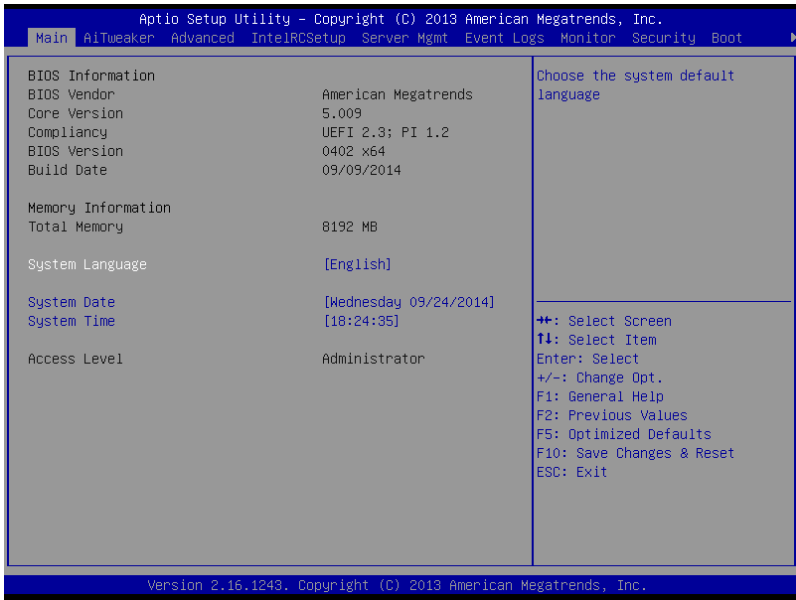 Aptio Setup Utility – Copyright (C) 2013 American Megatrends, Inc.
Main AiTweaker Advanced IntelRCSetup Server Mgmt Event Logs Monitor Security Boot
BIOS Information
BIOS Vendor American Megatrends
Core Version 5.009
Compliancy UEFI 2.3; PI 1.2
BIOS Version 0402 x64
Build Date 09/09/2014
Memory Information
Total Memory 8192 MB
System Language [English]
System Date [Wednesday 09/24/2014]
System Time [18:24:35]
Access Level Administrator
Choose the system default
language
→←: Select Screen
↑↓: Select Item
Enter: Select
+/-: Change Opt.
F1: General Help
F2: Previous Values
F5: Optimized Defaults
F10: Save Changes & Reset
ESC: Exit
Version 2.16.1243. Copyright (C) 2013 American Megatrends, Inc.